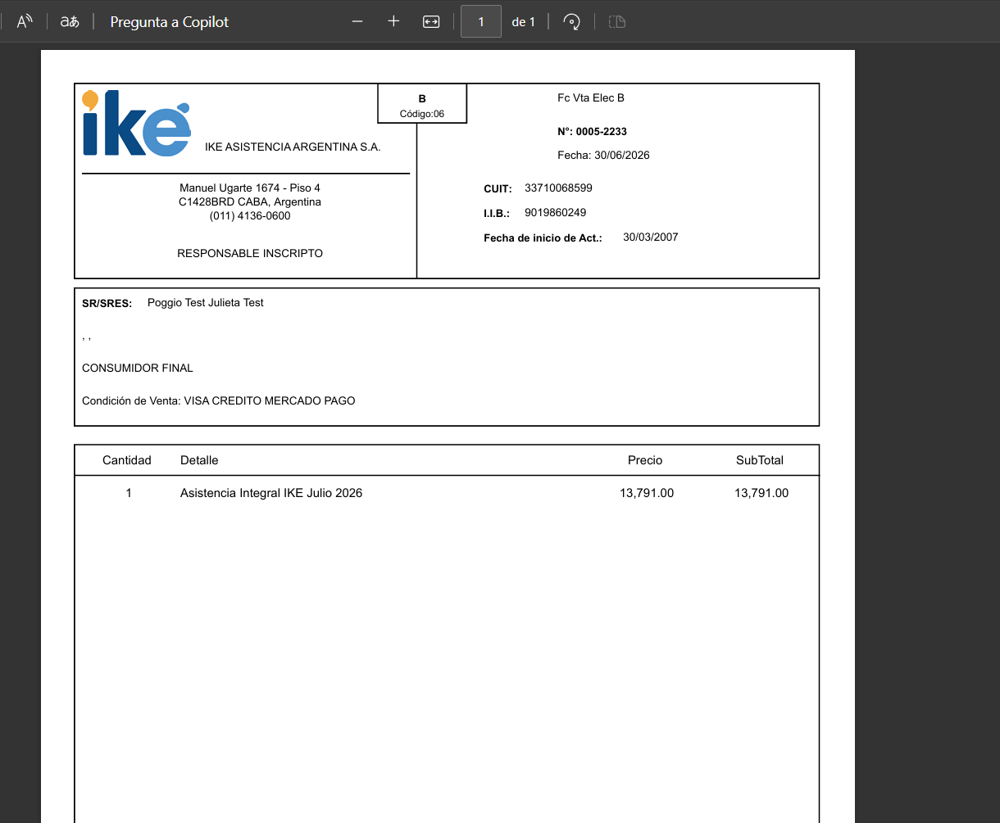 A
aあ
Pregunta a Copilot
1 de 1
ike
IKE ASISTENCIA ARGENTINA S.A.
Manuel Ugarte 1674 - Piso 4
C1428BRD CABA, Argentina
(011) 4136-0600
RESPONSABLE INSCRIPTO
B
Código:06
Fc Vta Elec B
N°: 0005-2233
Fecha: 30/06/2026
CUIT: 33710068599
I.I.B.: 9019860249
Fecha de inicio de Act.: 30/03/2007
SR/SRES: Poggio Test Julieta Test
, ,
CONSUMIDOR FINAL
Condición de Venta: VISA CREDITO MERCADO PAGO
Cantidad Detalle Precio SubTotal
1 Asistencia Integral IKE Julio 2026 13,791.00 13,791.00